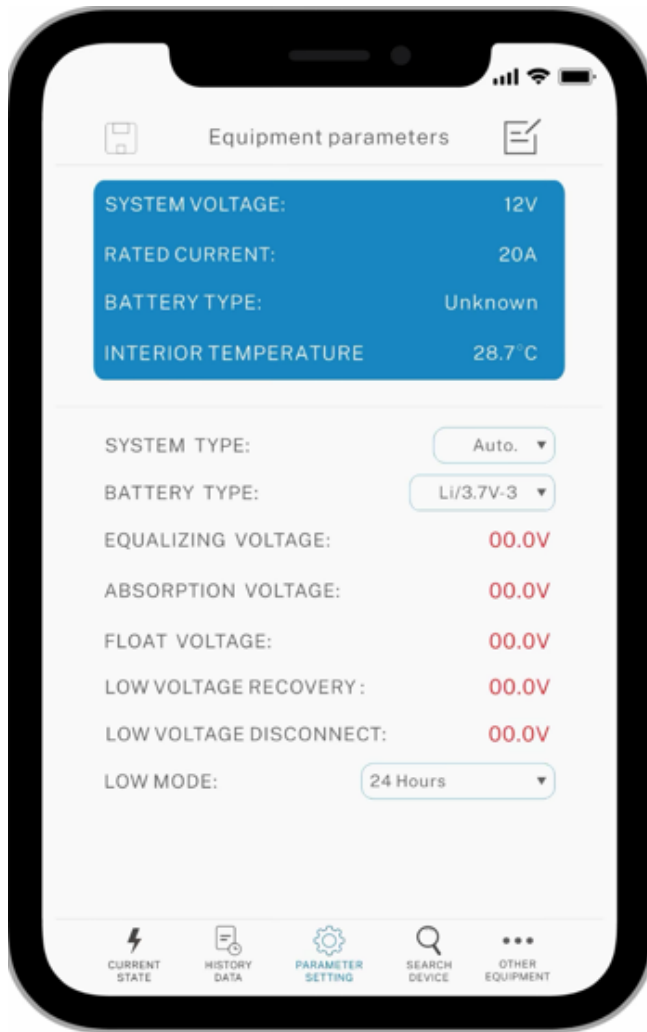 Equipment parameters
SYSTEM VOLTAGE: 12V
RATED CURRENT: 20A
BATTERY TYPE: Unknown
INTERIOR TEMPERATURE 28.7°C
SYSTEM TYPE: Auto.
BATTERY TYPE: Li/3.7V-3
EQUALIZING VOLTAGE: 00.0V
ABSORPTION VOLTAGE: 00.0V
FLOAT VOLTAGE: 00.0V
LOW VOLTAGE RECOVERY: 00.0V
LOW VOLTAGE DISCONNECT: 00.0V
LOW MODE: 24 Hours
CURRENT
STATE
HISTORY
DATA
PARAMETER
SETTING
SEARCH
DEVICE
OTHER
EQUIPMENT